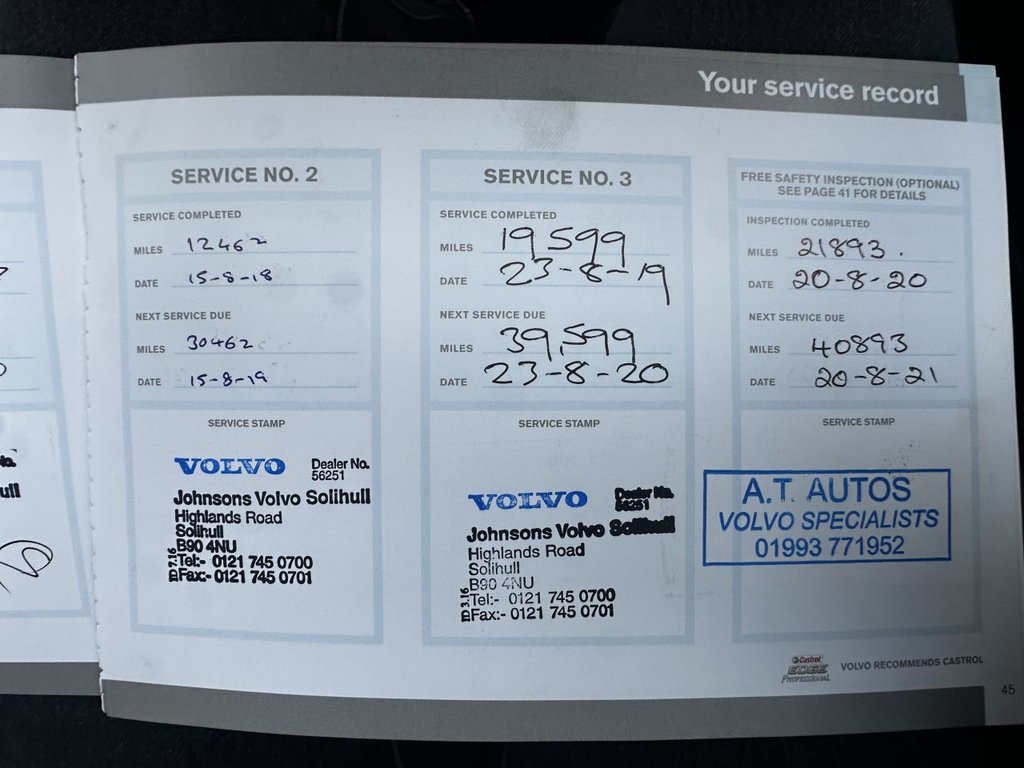 Your service record
SERVICE NO. 2
SERVICE COMPLETED
MILES 12462
DATE 15-8-18
NEXT SERVICE DUE
MILES 30462
DATE 15-8-19
SERVICE STAMP
VOLVO Dealer No.
56251
Johnsons Volvo Solihull
Highlands Road
Solihull
B90 4NU
Tel:- 0121 745 0700
Fax:- 0121 745 0701
SERVICE NO. 3
SERVICE COMPLETED
MILES 19599
DATE 23-8-19
NEXT SERVICE DUE
MILES 39,599
DATE 23-8-20
SERVICE STAMP
VOLVO Dealer No.
56251
Johnsons Volvo Solihull
Highlands Road
Solihull
B90 4NU
Tel:- 0121 745 0700
Fax:- 0121 745 0701
FREE SAFETY INSPECTION (OPTIONAL)
SEE PAGE 41 FOR DETAILS
INSPECTION COMPLETED
MILES 21893.
DATE 20-8-20
NEXT SERVICE DUE
MILES 40893
DATE 20-8-21
SERVICE STAMP
A.T. AUTOS
VOLVO SPECIALISTS
01993 771952
Castrol
EDGE
PROFESSIONAL
VOLVO RECOMMENDS CASTROL
45